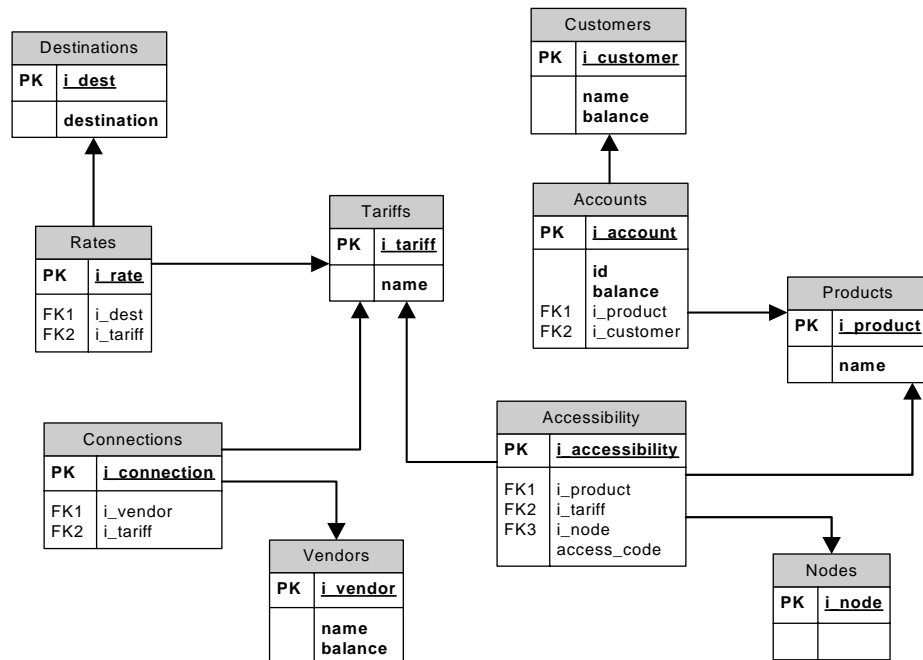 Destinations
PK i_dest
destination
Customers
PK i_customer
name
balance
Rates
PK i_rate
FK1 i_dest
FK2 i_tariff
Tariffs
PK i_tariff
name
Accounts
PK i_account
id
balance
FK1 i_product
FK2 i_customer
Products
PK i_product
name
Connections
PK i_connection
FK1 i_vendor
FK2 i_tariff
Accessibility
PK i_accessibility
FK1 i_product
FK2 i_tariff
FK3 i_node
access_code
Vendors
PK i_vendor
name
balance
Nodes
PK i_node